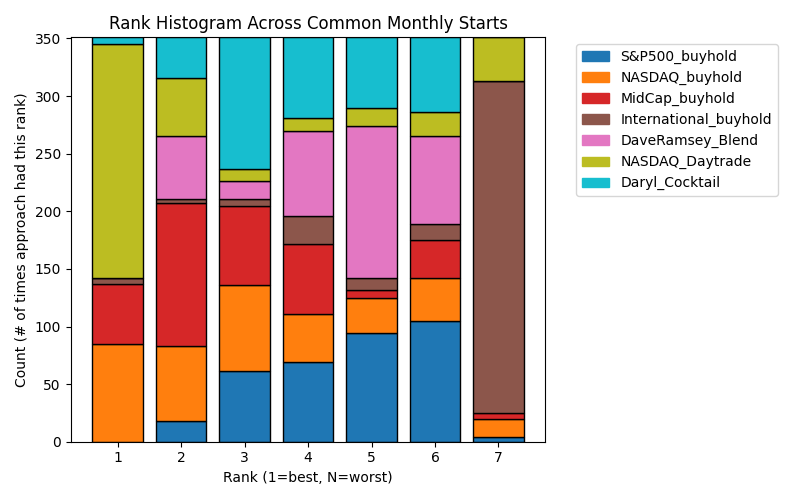 Rank Histogram Across Common Monthly Starts
Count (# of times approach had this rank)
350
300
250
200
150
100
50
0
1 2 3 4 5 6 7
Rank (1=best, N=worst)
S&P500_buyhold
NASDAQ_buyhold
MidCap_buyhold
International_buyhold
DaveRamsey_Blend
NASDAQ_Daytrade
Daryl_Cocktail